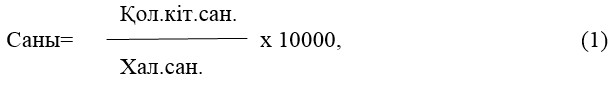 Қол.кіт.сан.
Саны= х 10000, (1)
Хал.сан.